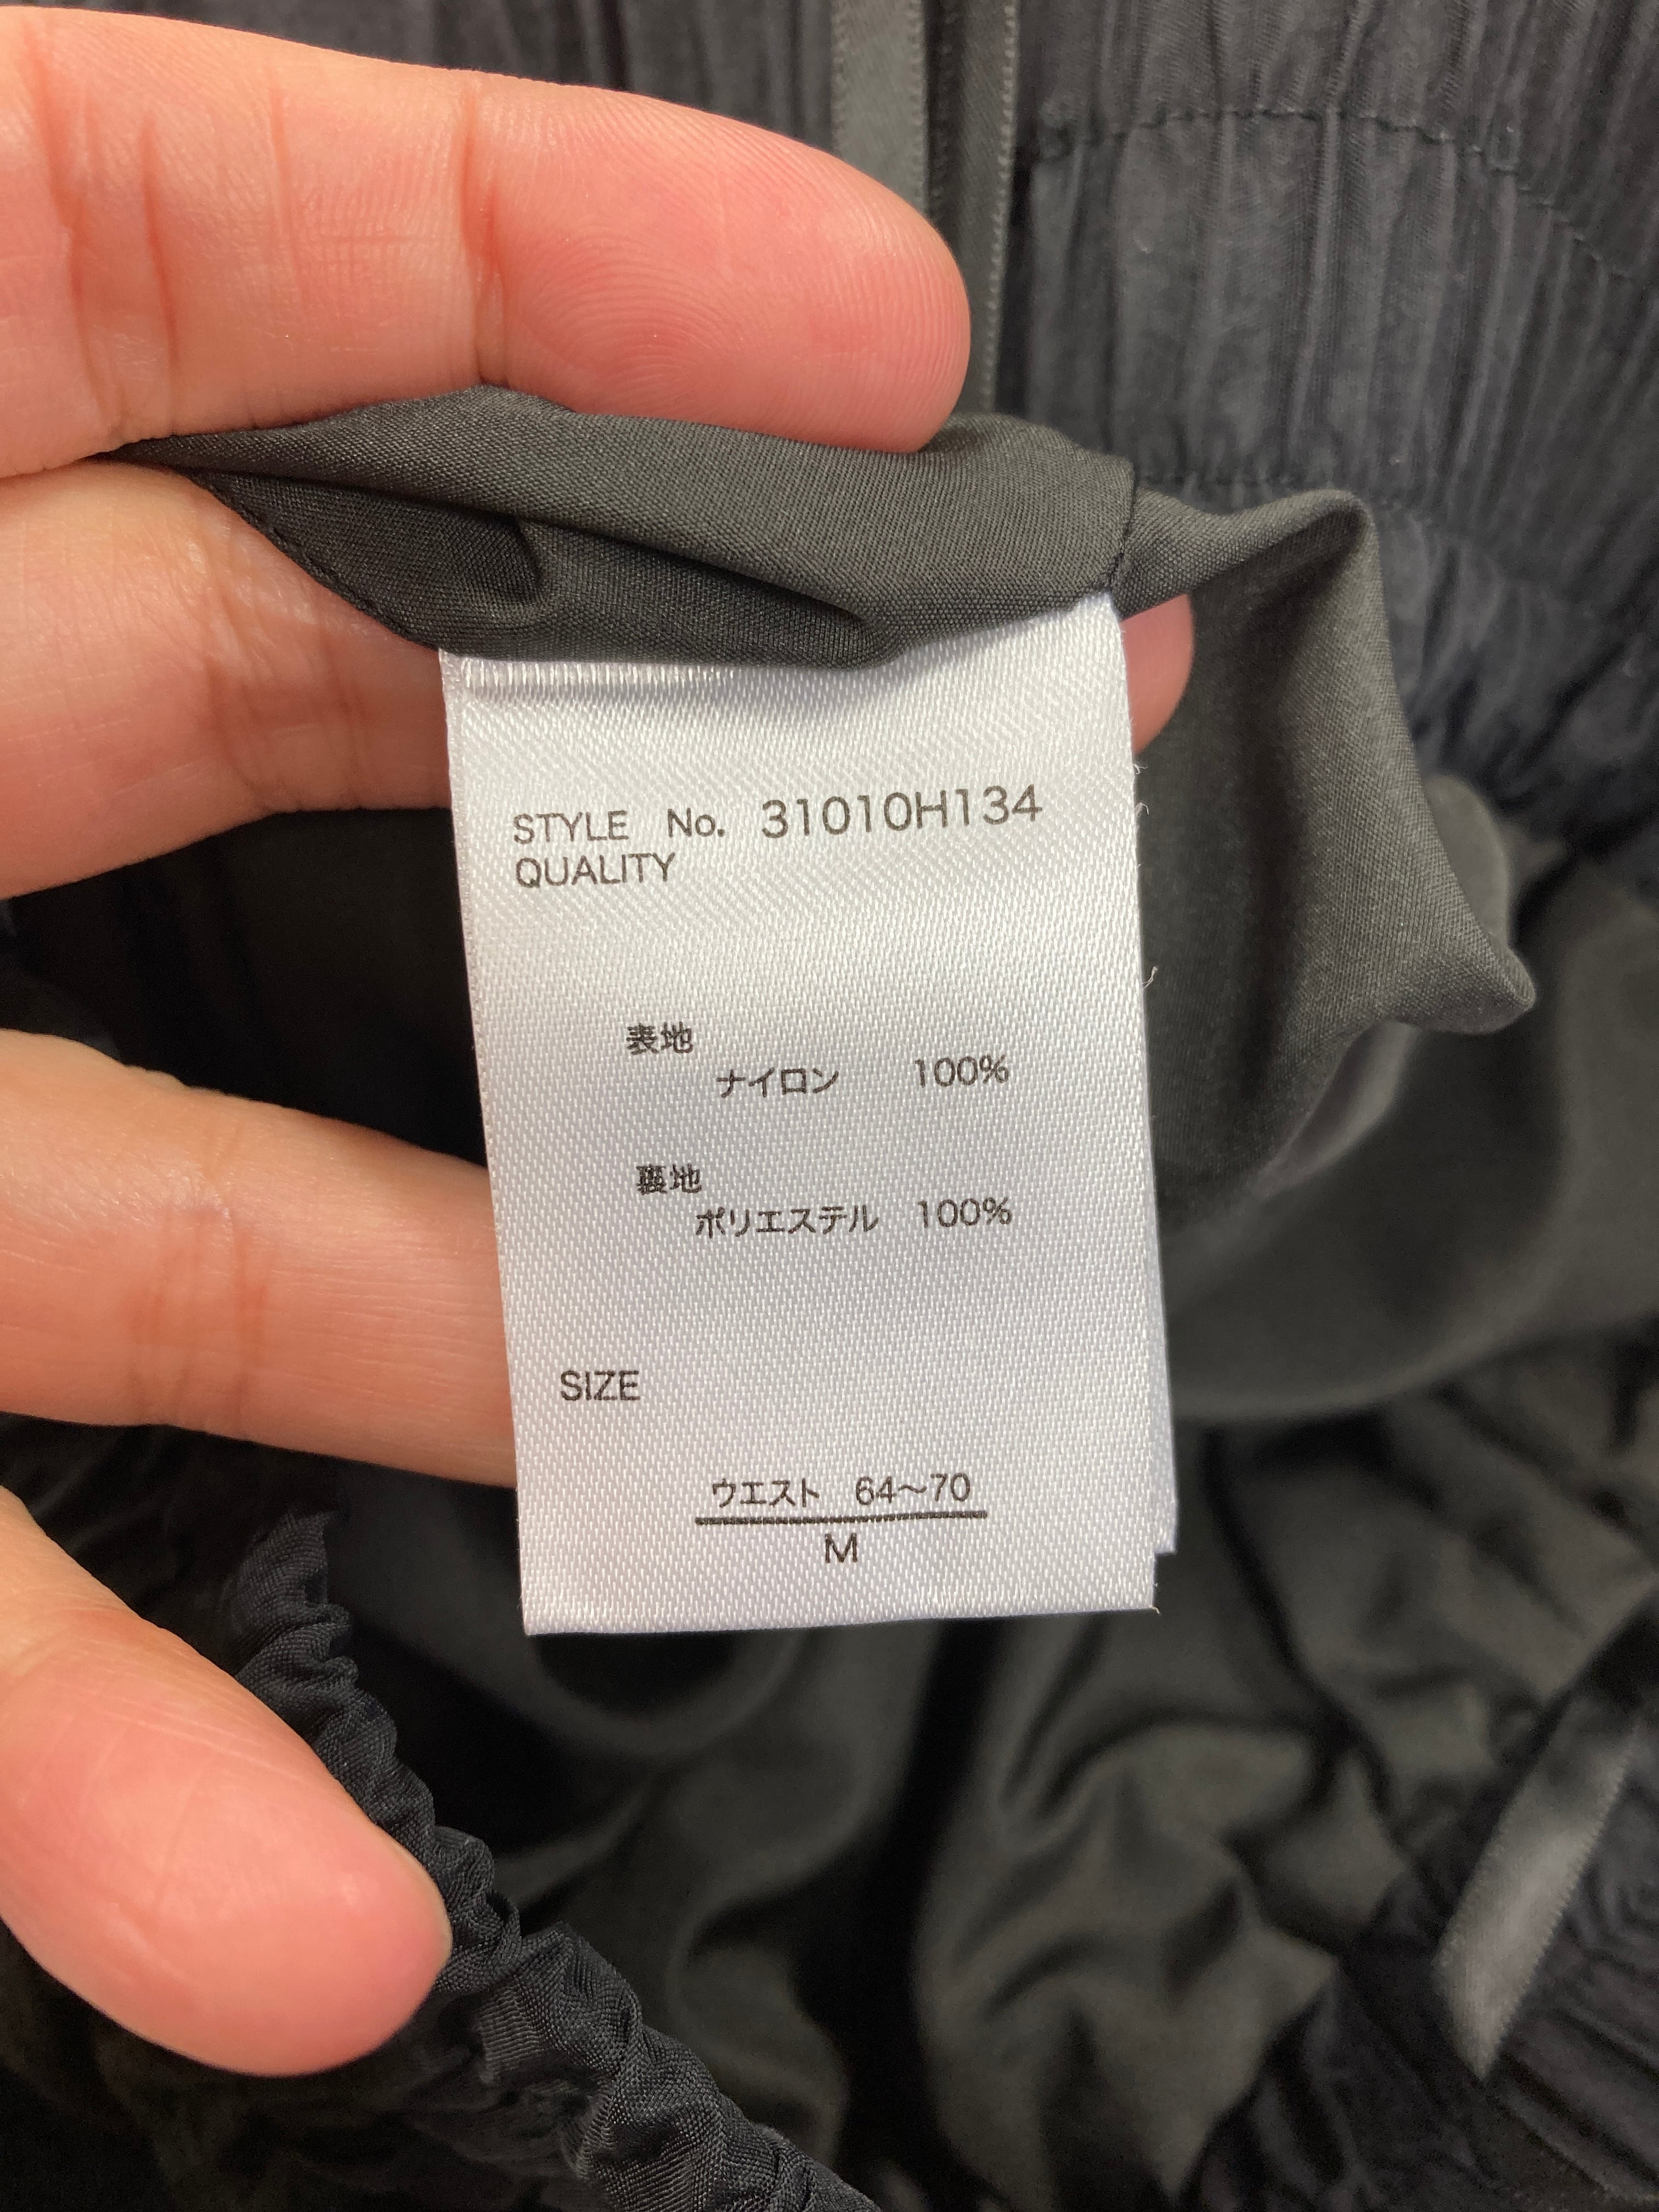 STYLE No. 31010H134
QUALITY
表地
ナイロン 100%
裏地
ポリエステル 100%
SIZE
ウエスト 64〜70
M